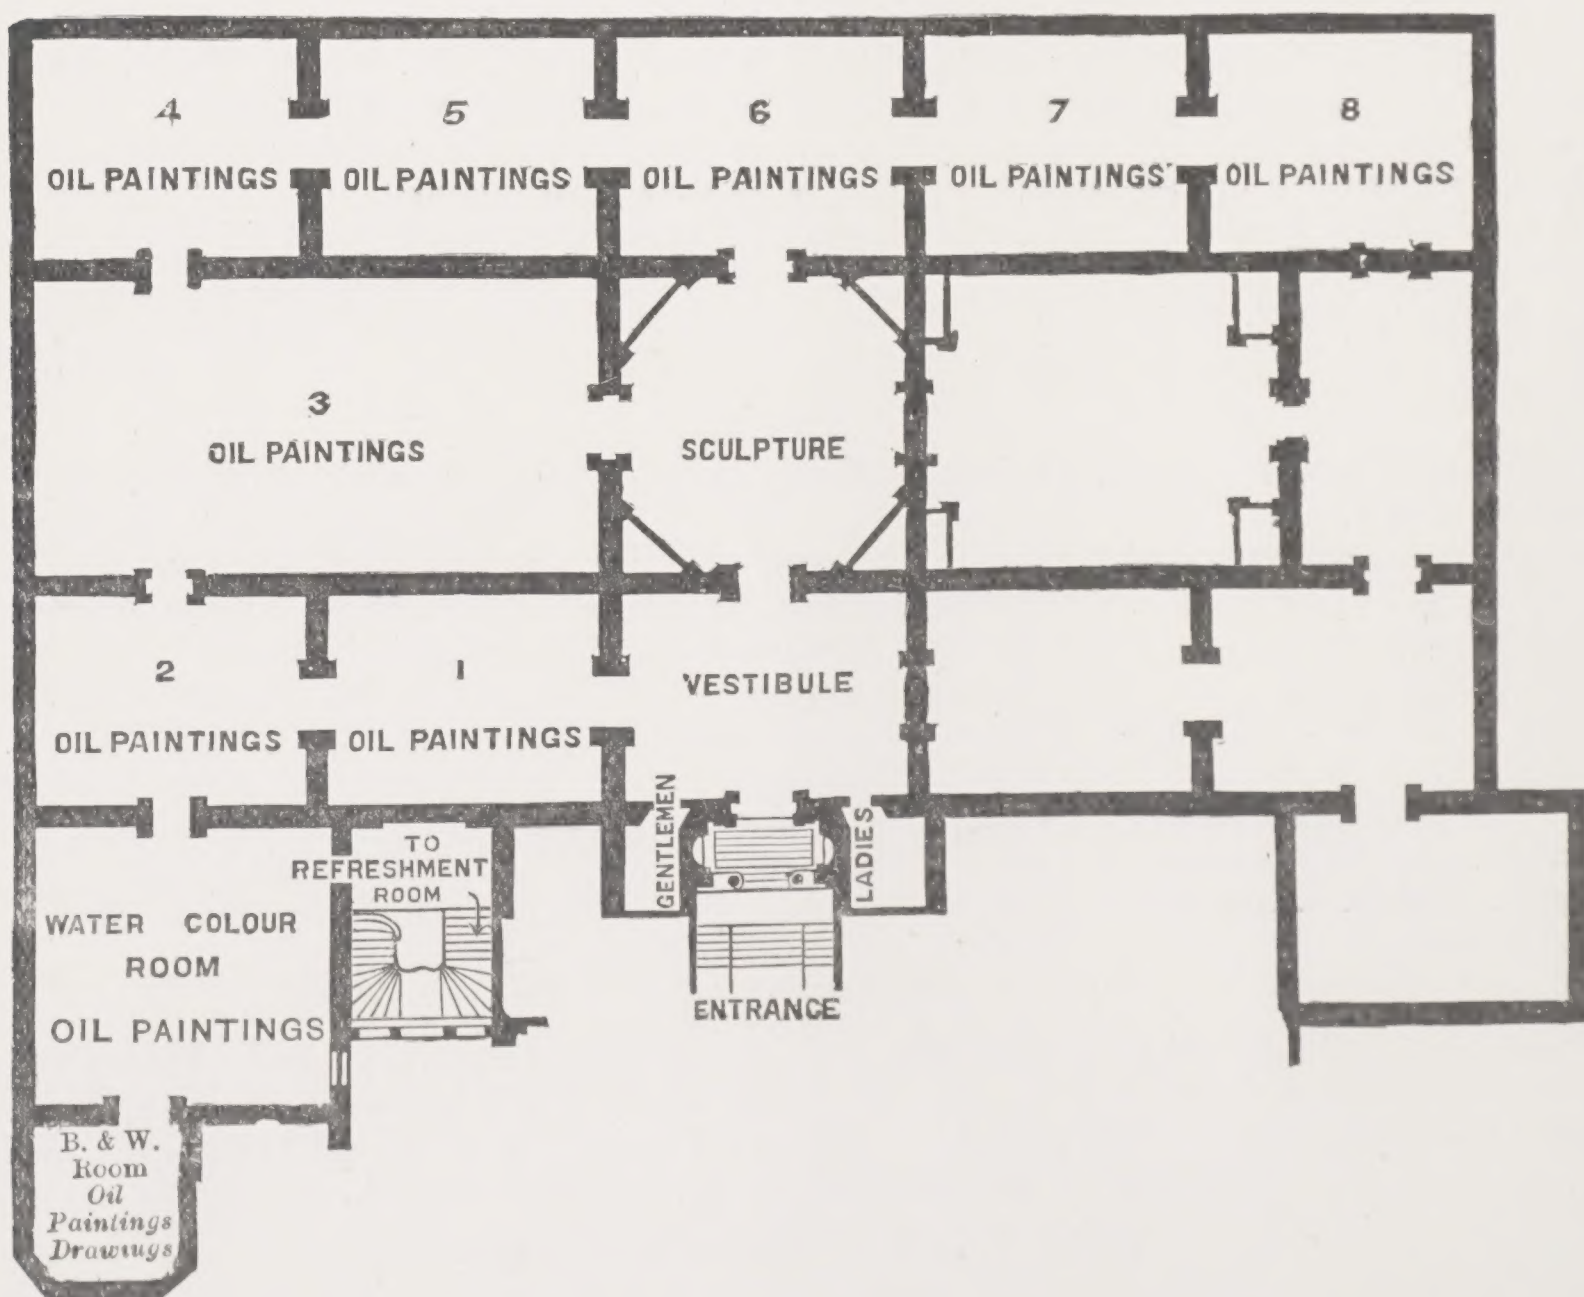 4
OIL PAINTINGS
5
OIL PAINTINGS
6
OIL PAINTINGS
7
OIL PAINTINGS
8
OIL PAINTINGS
3
OIL PAINTINGS
SCULPTURE
2
OIL PAINTINGS
1
OIL PAINTINGS
VESTIBULE
GENTLEMEN
LADIES
TO
REFRESHMENT
ROOM
WATER COLOUR
ROOM
OIL PAINTINGS
ENTRANCE
B. & W.
Room
Oil
Paintings
Drawings